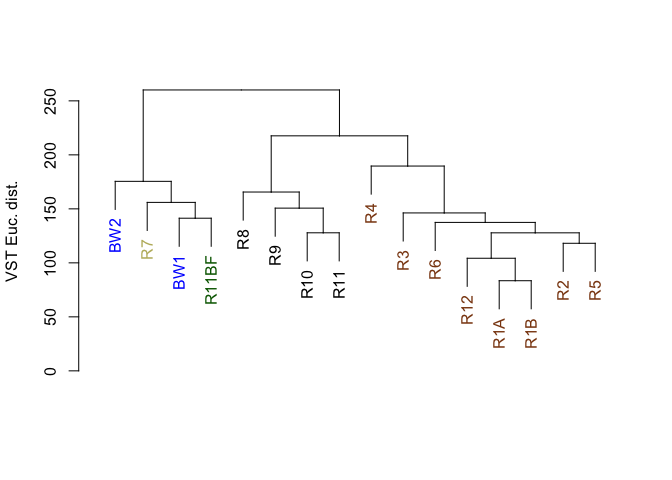 VST Euc. dist.
250
200
150
100
50
0
BW2
R7
BW1
R11BF
R8
R9
R10
R11
R4
R3
R6
R12
R1A
R1B
R2
R5